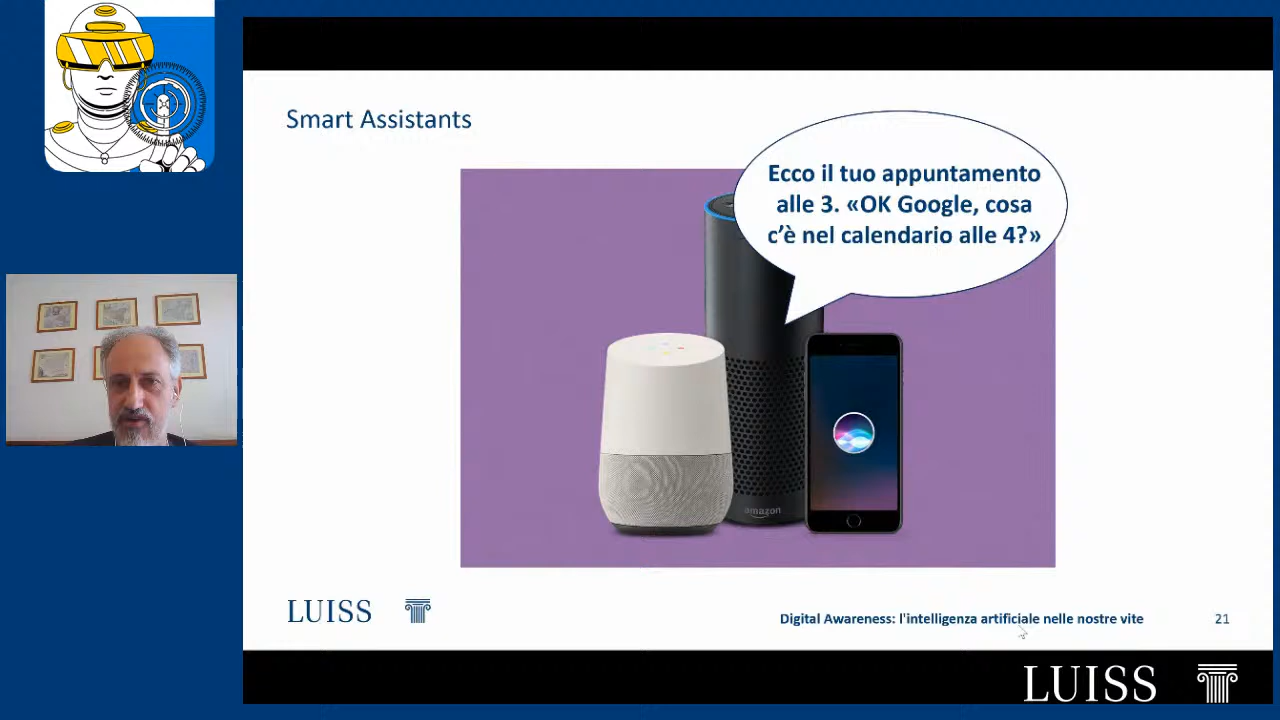 Smart Assistants
Ecco il tuo appuntamento
alle 3. «OK Google, cosa
c’è nel calendario alle 4?»
amazon
LUISS
Digital Awareness: l'intelligenza artificiale nelle nostre vite
21
LUISS